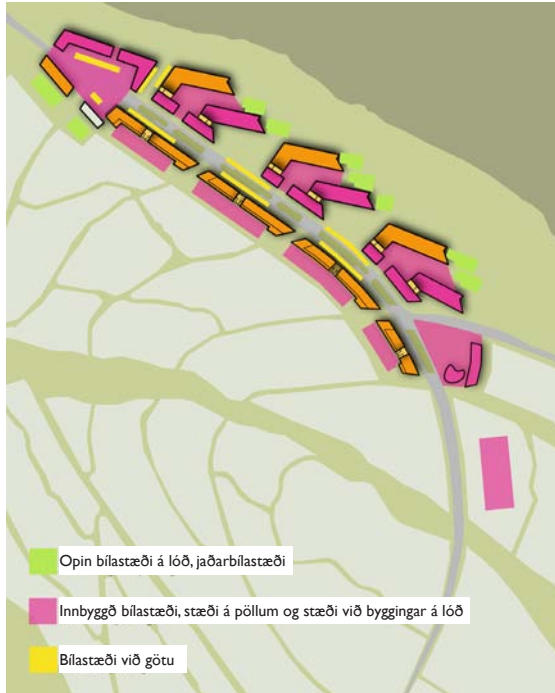 Opin bílastæði á lóð, jaðarbílastæði
Innbyggð bílastæði, stæði á pöllum og stæði við byggingar á lóð
Bílastæði við götu